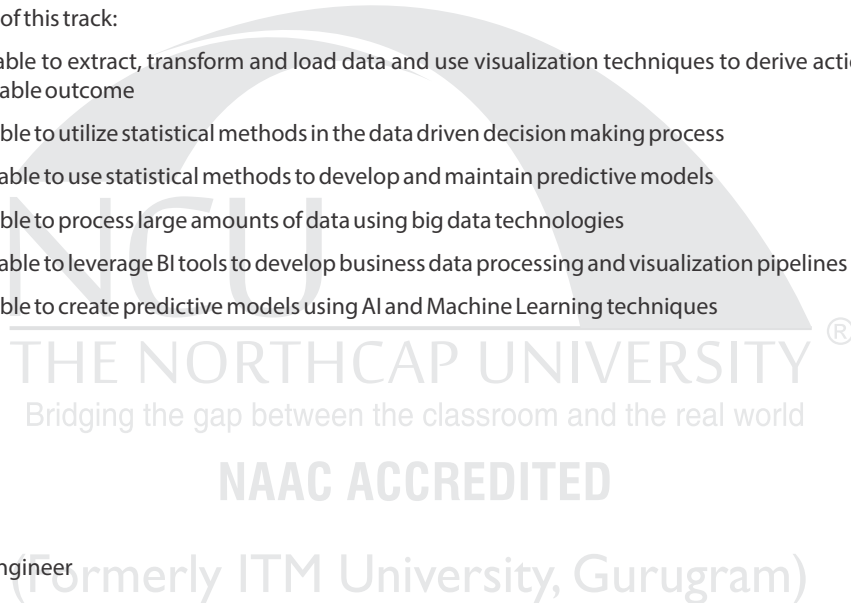 of this track:
able to extract, transform and load data and use visualization techniques to derive acti
able outcome
ble to utilize statistical methods in the data driven decision making process
able to use statistical methods to develop and maintain predictive models
ble to process large amounts of data using big data technologies
able to leverage BI tools to develop business data processing and visualization pipelines
ble to create predictive models using AI and Machine Learning techniques
NCU
THE NORTHCAP UNIVERSITY ®
Bridging the gap between the classroom and the real world
NAAC ACCREDITED
ngineer
(Formerly ITM University, Gurugram)